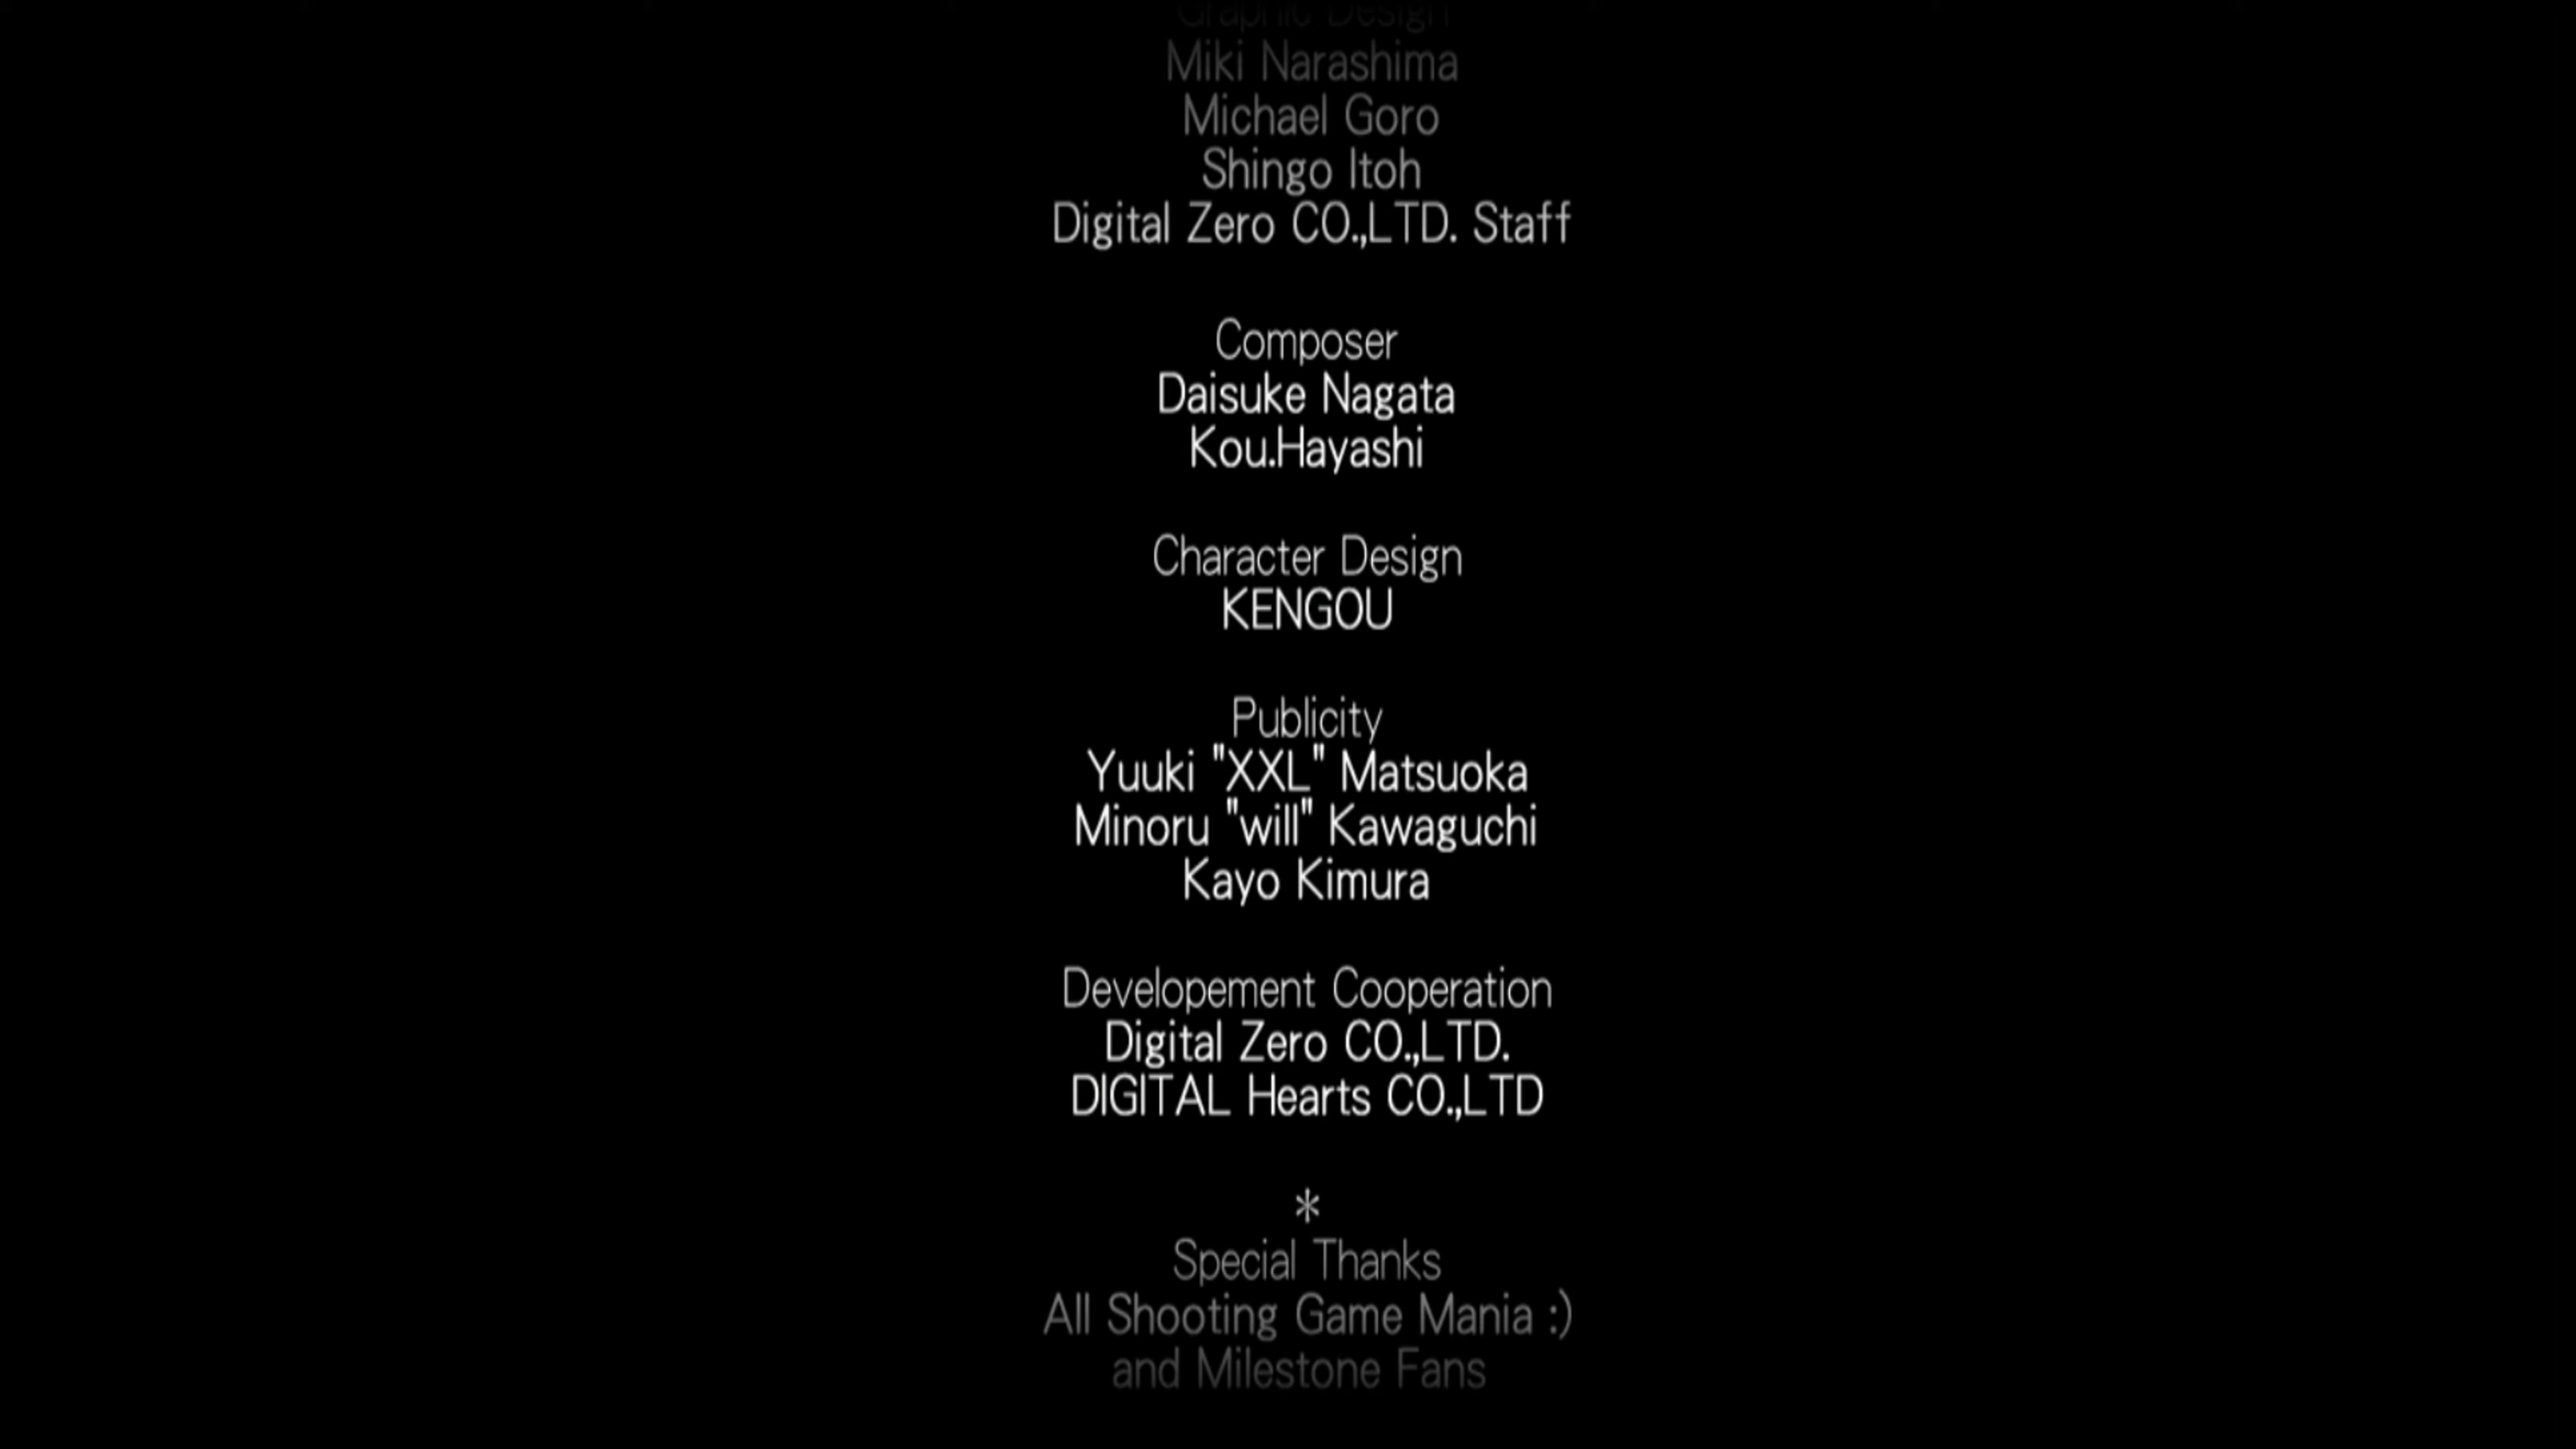 Graphic Design
Miki Narashima
Michael Goro
Shingo Itoh
Digital Zero CO.,LTD. Staff
Composer
Daisuke Nagata
Kou.Hayashi
Character Design
KENGOU
Publicity
Yuuki "XXL" Matsuoka
Minoru "will" Kawaguchi
Kayo Kimura
Developement Cooperation
Digital Zero CO.,LTD.
DIGITAL Hearts CO.,LTD
*
Special Thanks
All Shooting Game Mania :)
and Milestone Fans